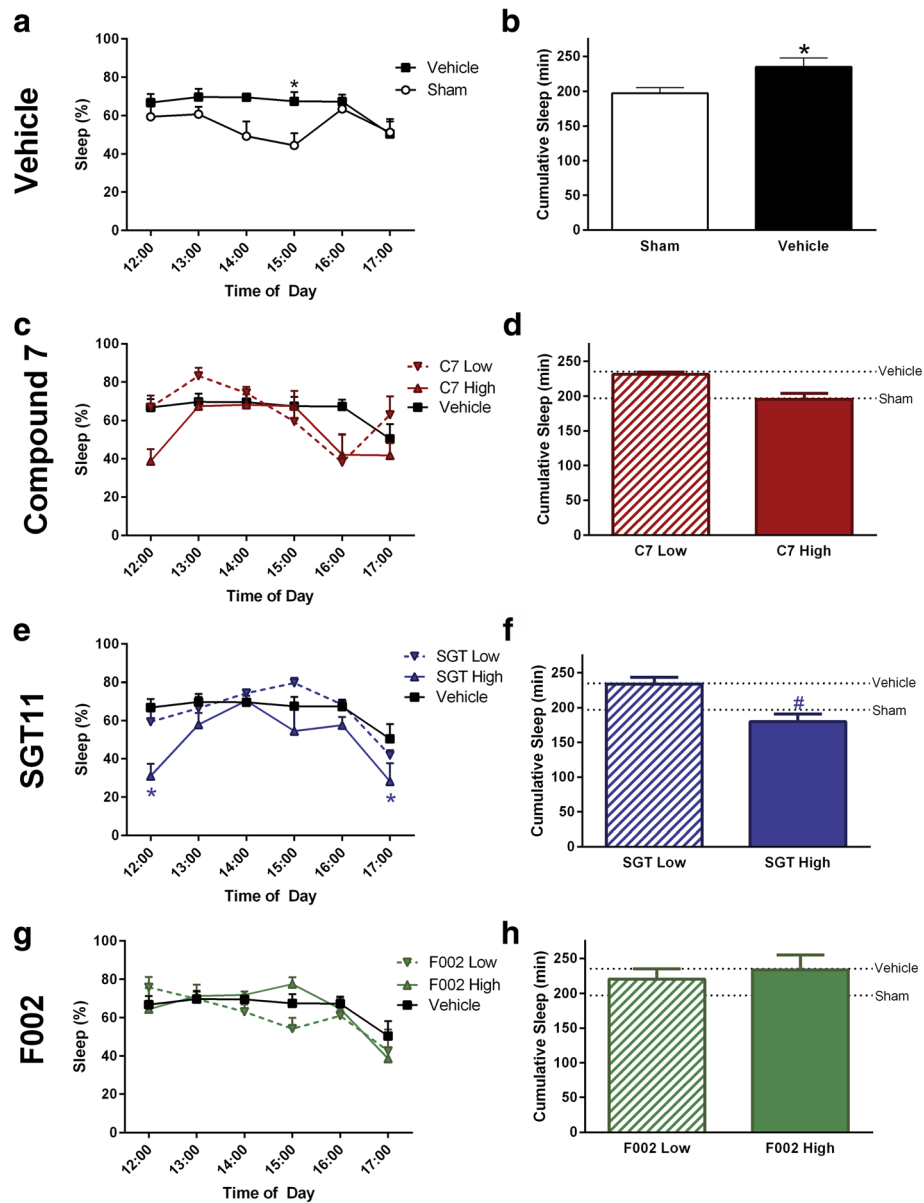 a
b
Vehicle
Sleep (%)
100
80
60
40
20
0
*
Vehicle
Sham
12:00
13:00
14:00
15:00
16:00
17:00
Time of Day
Cumulative Sleep (min)
250
200
150
100
50
0
*
Sham
Vehicle
c
d
Compound 7
Sleep (%)
100
80
60
40
20
0
C7 Low
C7 High
Vehicle
12:00
13:00
14:00
15:00
16:00
17:00
Time of Day
Cumulative Sleep (min)
250
200
150
100
50
0
Vehicle
Sham
C7 Low
C7 High
e
f
SGT11
Sleep (%)
100
80
60
40
20
0
*
*
SGT Low
SGT High
Vehicle
12:00
13:00
14:00
15:00
16:00
17:00
Time of Day
Cumulative Sleep (min)
250
200
150
100
50
0
#
Vehicle
Sham
SGT Low
SGT High
g
h
F002
Sleep (%)
100
80
60
40
20
0
F002 Low
F002 High
Vehicle
12:00
13:00
14:00
15:00
16:00
17:00
Time of Day
Cumulative Sleep (min)
250
200
150
100
50
0
Vehicle
Sham
F002 Low
F002 High